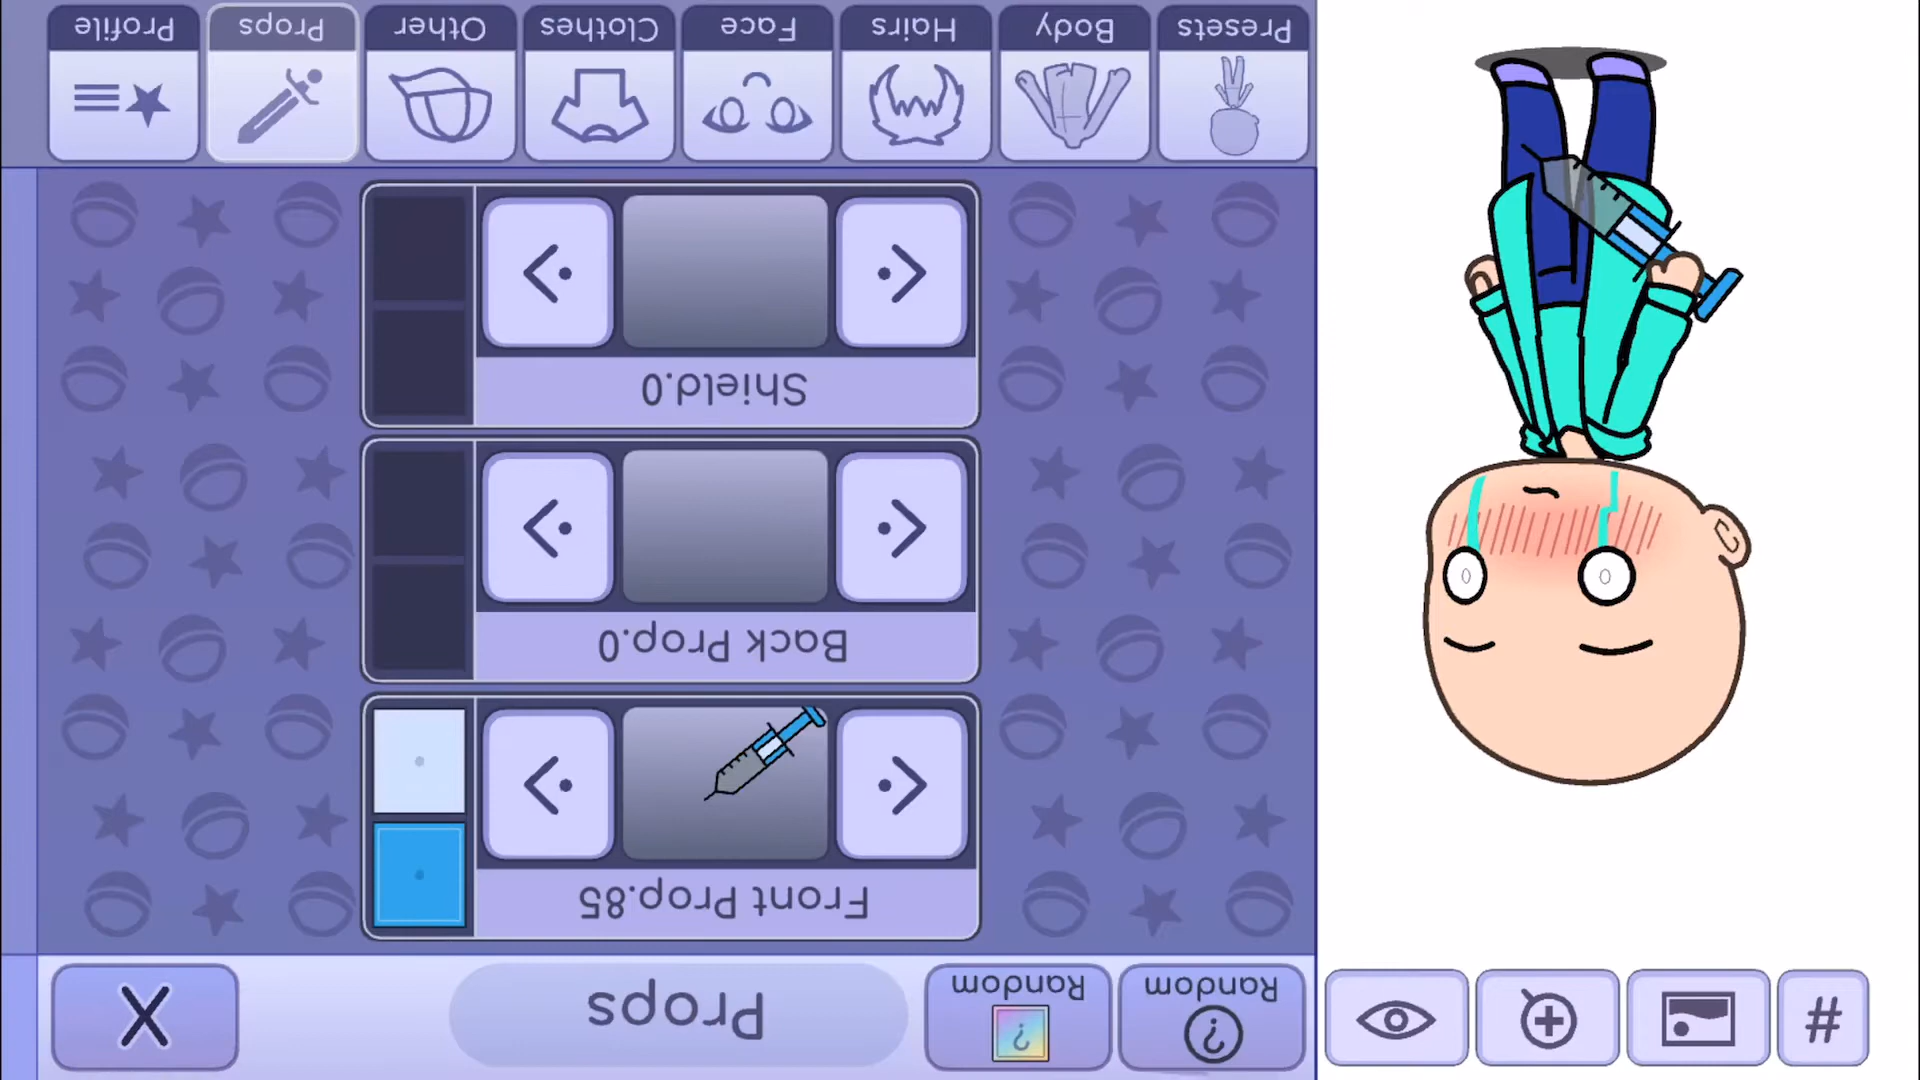 Random
Random
Props
X
Front Prop.85
Back Prop.0
Shield.0
Presets
Body
Hairs
Face
Clothes
Other
Props
Profile
#